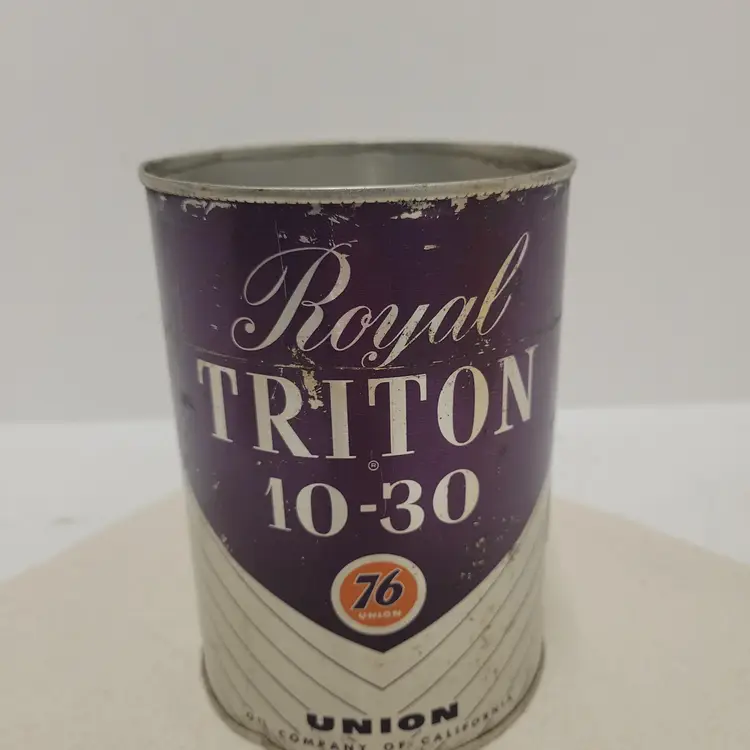 Royal
TRITON
®
10-30
76
UNION
UNION
OIL COMPANY OF CALIFORNIA